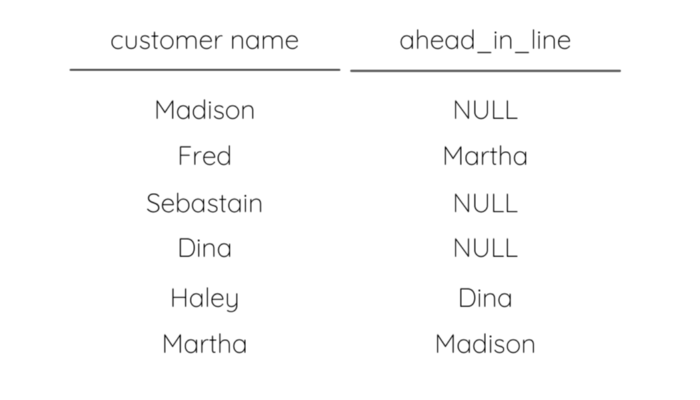 customer name ahead_in_line
Madison NULL
Fred Martha
Sebastain NULL
Dina NULL
Haley Dina
Martha Madison